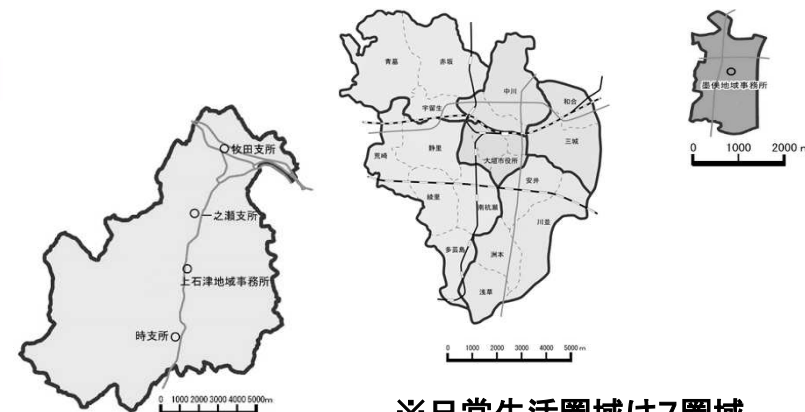 牧田支所
一之瀬支所
上石津地域事務所
時支所
0 1000 2000 3000 4000 5000m
青墓
赤坂
中川
宇留生
和合
荒崎
静里
三城
大垣市役所
安井
綾里
南杭瀬
川並
多芸島
洲本
浅草
0 1000 2000 3000 4000 5000m
墨俣地域事務所
0 1000 2000m
※日常生活圏域は7圏域